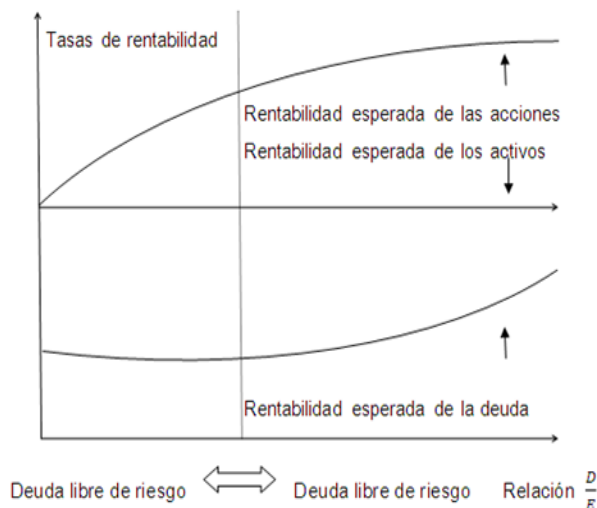 Tasas de rentabilidad
Rentabilidad esperada de las acciones
Rentabilidad esperada de los activos
Rentabilidad esperada de la deuda
Deuda libre de riesgo Deuda libre de riesgo Relación D/E